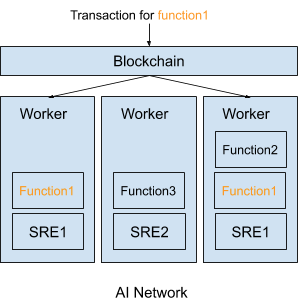 Transaction for function1
Blockchain
Worker
Function1
SRE1
Worker
Function3
SRE2
Worker
Function2
Function1
SRE1
AI Network